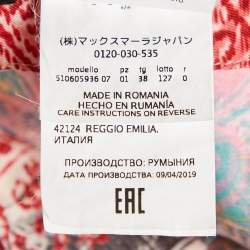 (株)マックスマーラジャパン
0120-030-535
modello pz tg lotto r
510605936 07 01 38 127 0
MADE IN ROMANIA
HECHO EN RUMANÍA
CARE INSTRUCTIONS ON REVERSE
42124 REGGIO EMILIA.
ИТАЛИЯ
ПРОИЗВОДСТВО: РУМЫНИЯ
ДАТА ПРОИЗВОДСТВА: 09/04/2019
EAC